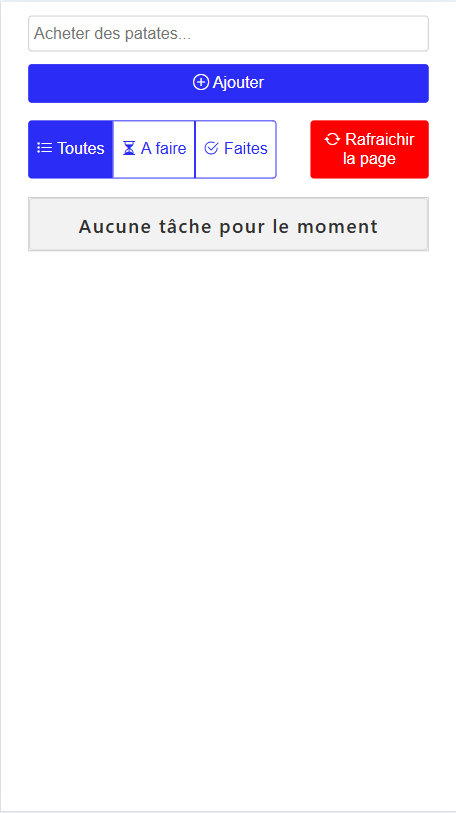 Acheter des patates...
Ajouter
Toutes
A faire
Faites
Rafraichir
la page
Aucune tâche pour le moment